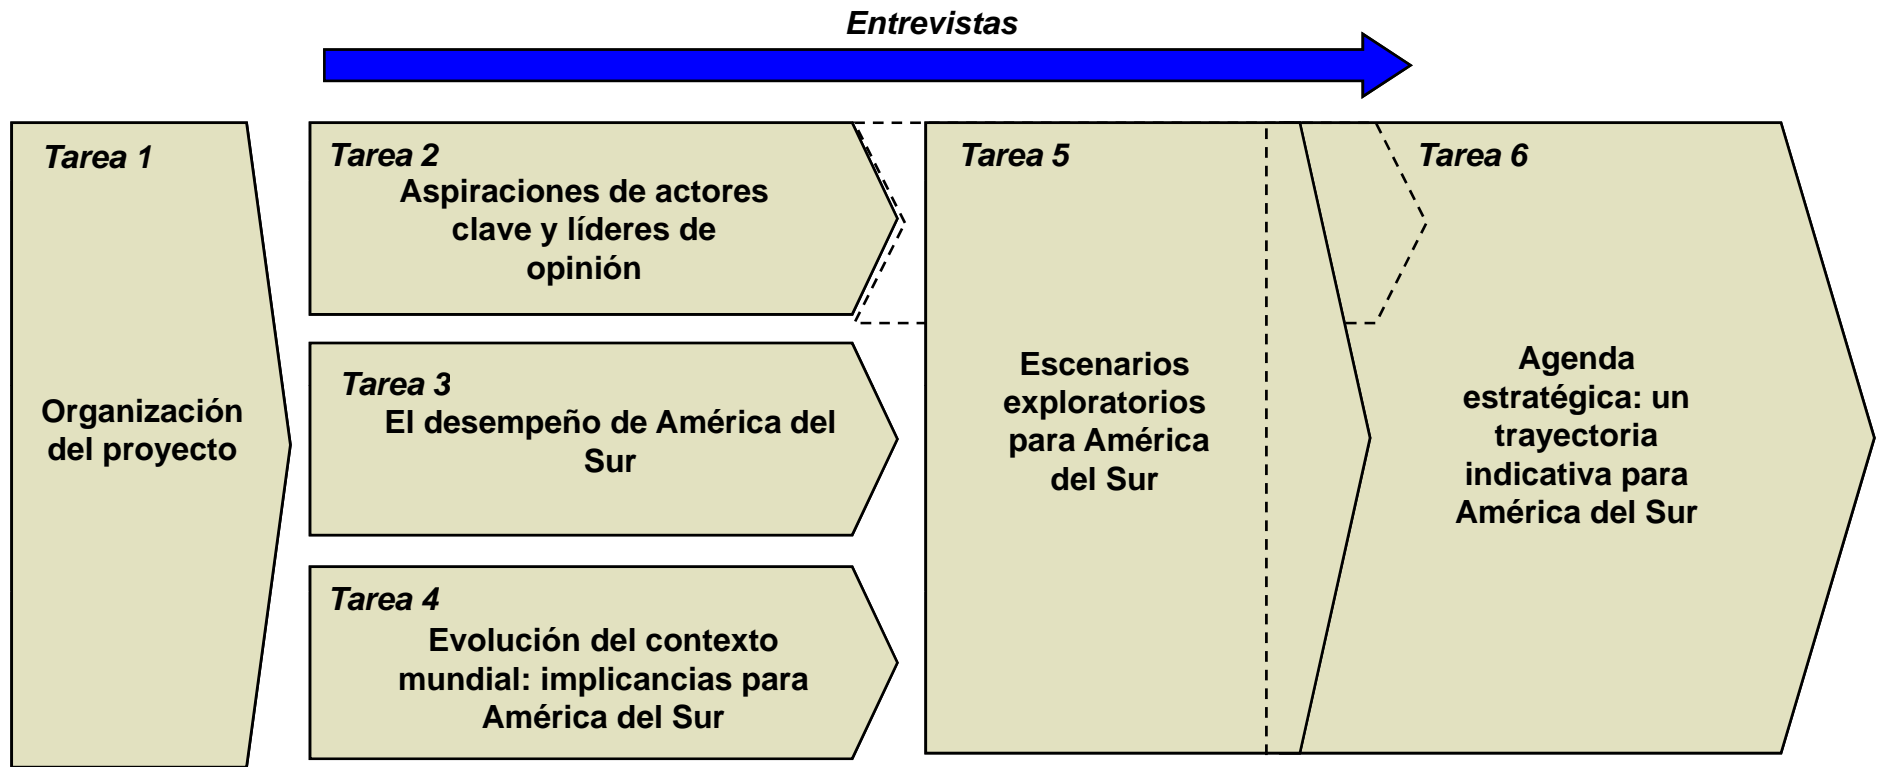 Entrevistas
Tarea 1
Organización
del proyecto
Tarea 2
Aspiraciones de actores
clave y líderes de
opinión
Tarea 3
El desempeño de América del
Sur
Tarea 4
Evolución del contexto
mundial: implicancias para
América del Sur
Tarea 5
Escenarios
exploratorios
para América
del Sur
Tarea 6
Agenda
estratégica: un
trayectoria
indicativa para
América del Sur